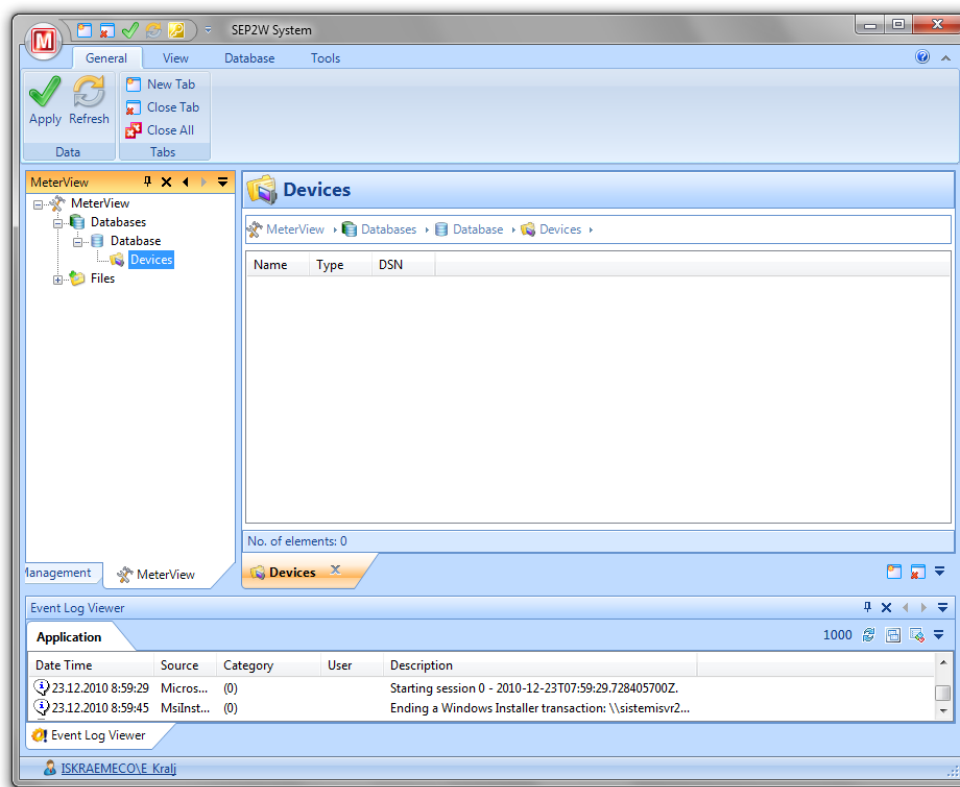 SEP2W System
General View Database Tools
Apply Refresh
New Tab
Close Tab
Close All
Data Tabs
MeterView
MeterView
Databases
Database
Devices
Files
Management MeterView
Devices
MeterView Databases Database Devices
Name Type DSN
No. of elements: 0
Devices
Event Log Viewer
Application 1000
Date Time Source Category User Description
23.12.2010 8:59:29 Micros... (0) Starting session 0 - 2010-12-23T07:59:29.728405700Z.
23.12.2010 8:59:45 MsiInst... (0) Ending a Windows Installer transaction: \\sistemisvr2...
Event Log Viewer
ISKRAEMECO\E_Kralj